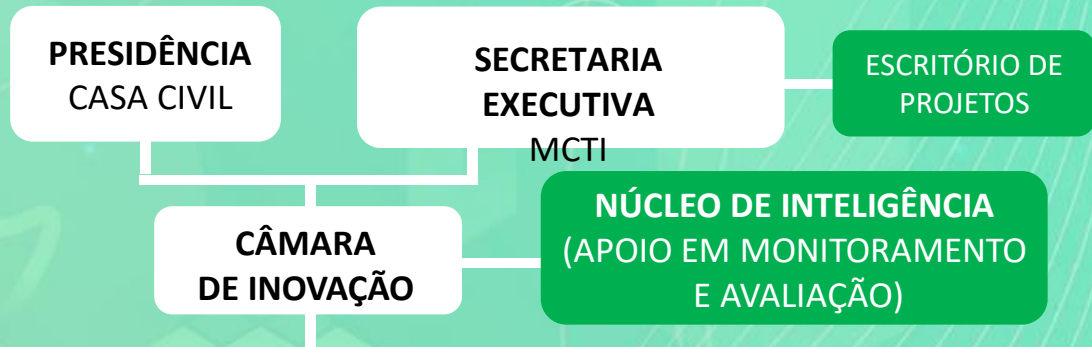 PRESIDÊNCIA
CASA CIVIL
SECRETARIA
EXECUTIVA
MCTI
ESCRITÓRIO DE
PROJETOS
CÂMARA
DE INOVAÇÃO
NÚCLEO DE INTELIGÊNCIA
(APOIO EM MONITORAMENTO
E AVALIAÇÃO)